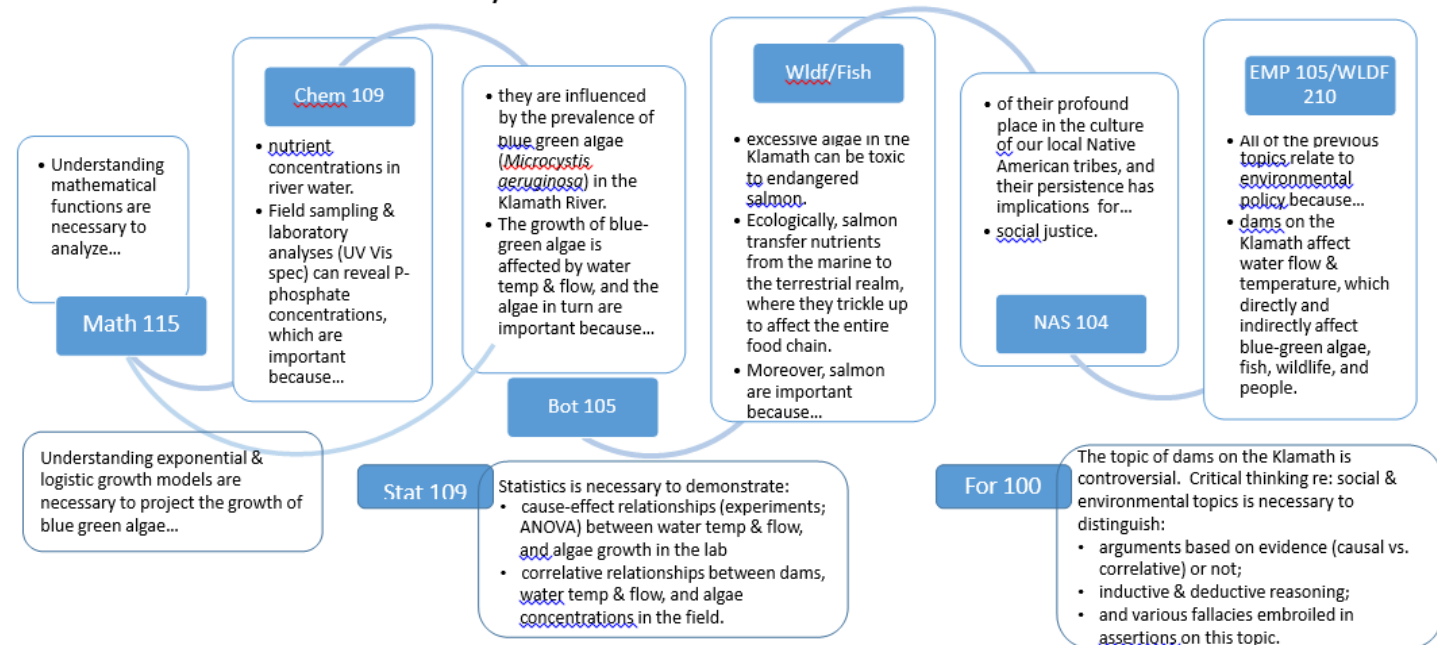 • Understanding
mathematical
functions are
necessary to
analyze...
Math 115
Chem 109
• nutrient
concentrations in
river water.
• Field sampling &
laboratory
analyses (UV Vis
spec) can reveal P-
phosphate
concentrations,
which are
important
because...
• they are influenced
by the prevalence of
blue green algae
(Microcystis
aeruginosa) in the
Klamath River.
• The growth of blue-
green algae is
affected by water
temp & flow, and the
algae in turn are
important because...
Bot 105
Wldf/Fish
• excessive algae in the
Klamath can be toxic
to endangered
salmon.
• Ecologically, salmon
transfer nutrients
from the marine to
the terrestrial realm,
where they trickle up
to affect the entire
food chain.
• Moreover, salmon
are important
because...
• of their profound
place in the culture
of our local Native
American tribes, and
their persistence has
implications for...
• social justice.
NAS 104
EMP 105/WLDF
210
• All of the previous
topics relate to
environmental
policy because...
• dams on the
Klamath affect
water flow &
temperature, which
directly and
indirectly affect
blue-green algae,
fish, wildlife, and
people.
Understanding exponential &
logistic growth models are
necessary to project the growth of
blue green algae...
Stat 109
Statistics is necessary to demonstrate:
• cause-effect relationships (experiments;
ANOVA) between water temp & flow,
and algae growth in the lab
• correlative relationships between dams,
water temp & flow, and algae
concentrations in the field.
For 100
The topic of dams on the Klamath is
controversial. Critical thinking re: social &
environmental topics is necessary to
distinguish:
• arguments based on evidence (causal vs.
correlative) or not;
• inductive & deductive reasoning;
• and various fallacies embroiled in
assertions on this topic.